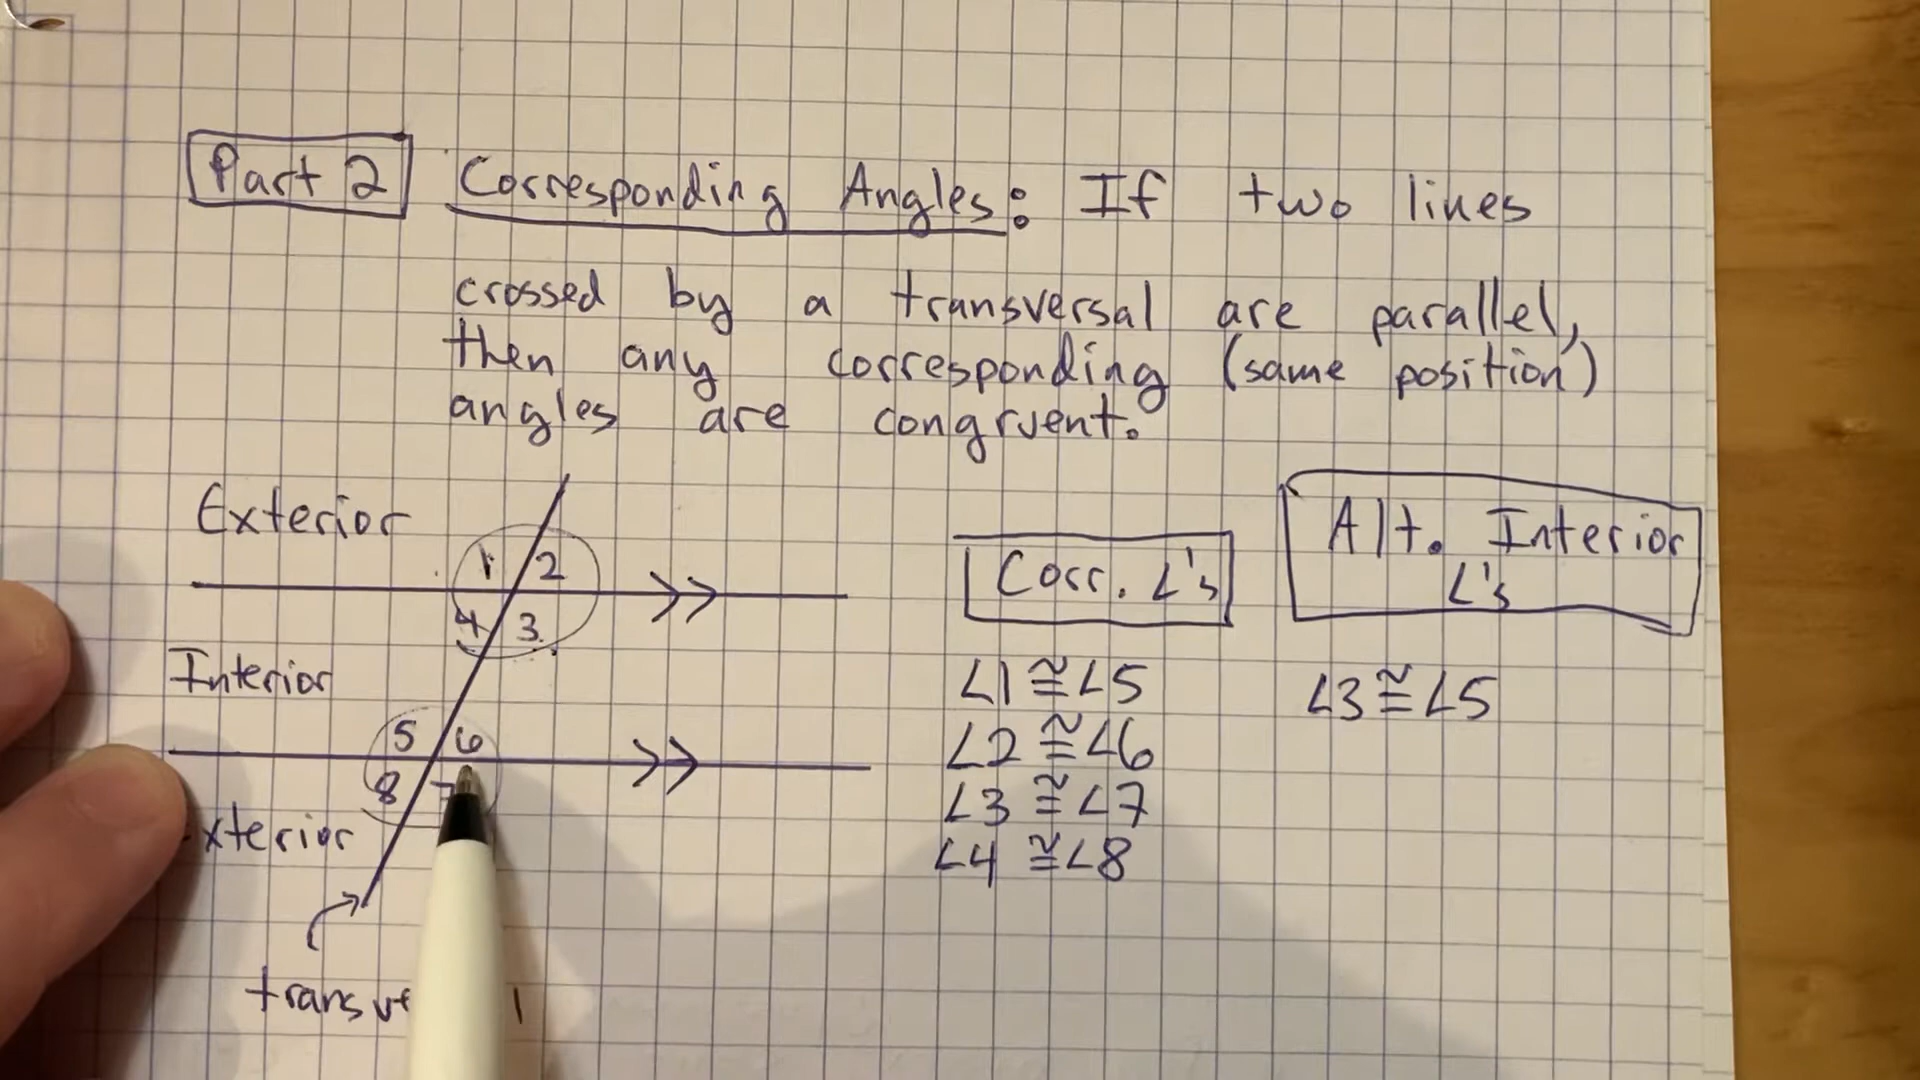 Part 2 Corresponding Angles: If two lines
crossed by a transversal are parallel,
then any corresponding (same position)
angles are congruent.
Exterior
1 2
4 3
Interior
5 6
8 7
xterior
Corr. ∠'s
∠1 ≅ ∠5
∠2 ≅ ∠6
∠3 ≅ ∠7
∠4 ≅ ∠8
Alt. Interior
∠'s
∠3 ≅ ∠5